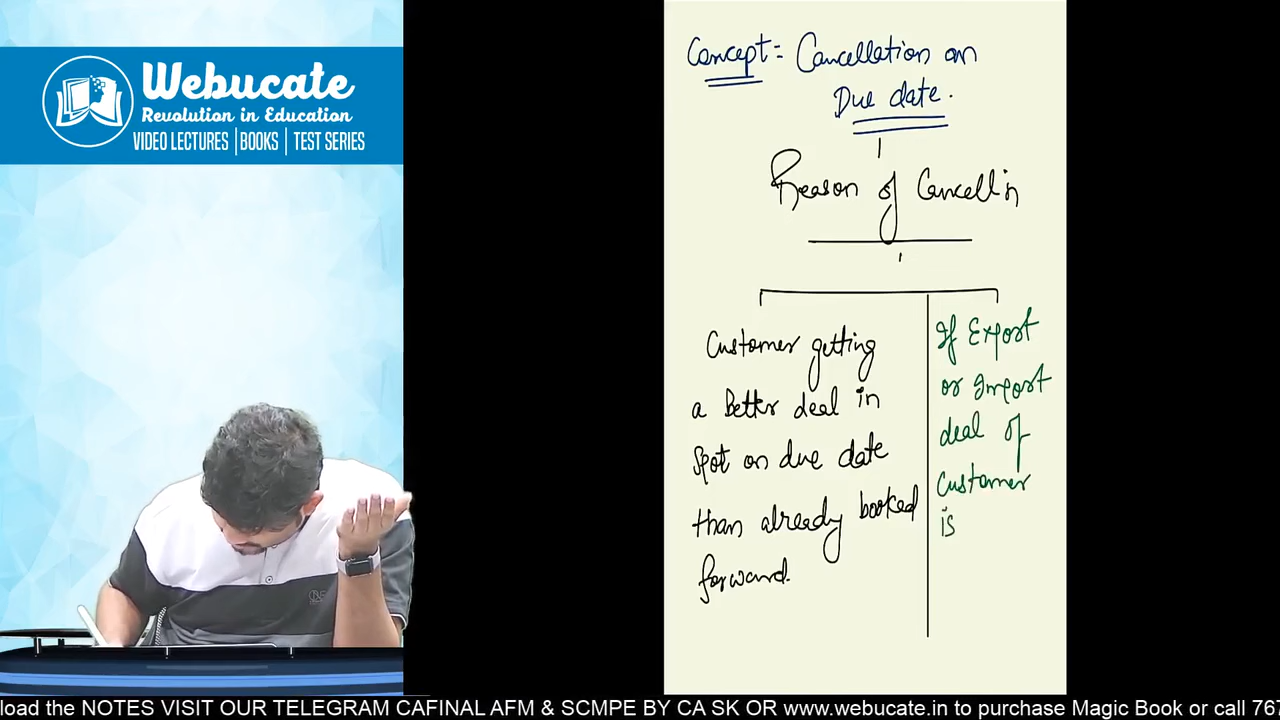 Webucate
Revolution in Education
VIDEO LECTURES | BOOKS | TEST SERIES
Concept = Cancellation on
Due date.
Reason of Cancell'n
Customer getting
a Better deal in
Spot on due date
than already booked
forward.
If Export
or Import
deal of
Customer
is
load the NOTES VISIT OUR TELEGRAM CAFINAL AFM & SCMPE BY CA SK OR www.webucate.in to purchase Magic Book or call 767